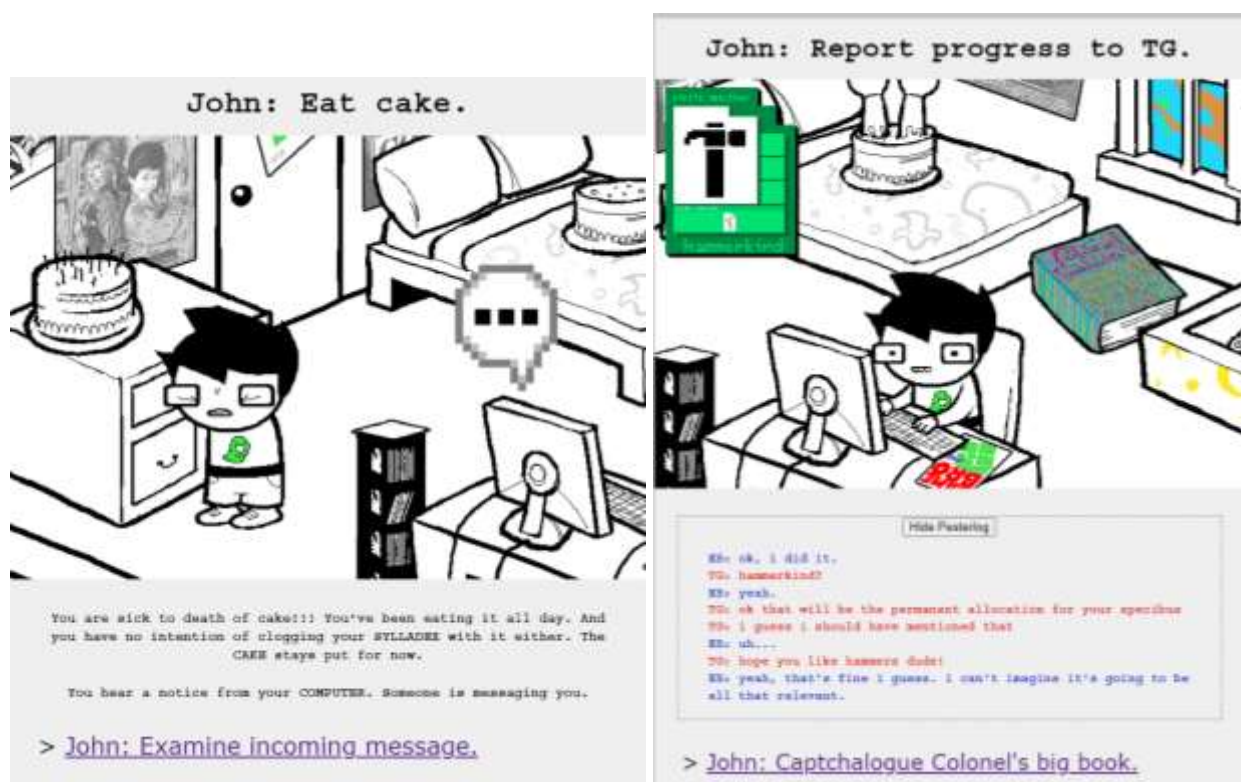 John: Eat cake.
You are sick to death of cake!!! You've been eating it all day. And
you have no intention of clogging your SYLLADEX with it either. The
CAKE stays put for now.
You hear a notice from your COMPUTER. Someone is messaging you.
> John: Examine incoming message.
John: Report progress to TG.
hammerkind
Hide Pestering
EB: ok, i did it.
TG: hammerkind?
EB: yeah.
TG: ok that will be the permanent allocation for your specibus
TG: i guess i should have mentioned that
EB: uh...
TG: hope you like hammers dude!
EB: yeah, that's fine i guess. i can't imagine it's going to be
all that relevant.
> John: Captchalogue Colonel's big book.